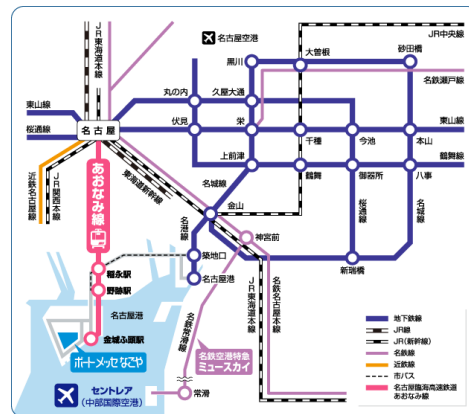 JR中央線
名古屋空港
JR東海道本線
黒川
大曽根
砂田橋
名鉄瀬戸線
丸の内
久屋大通
東山線
名古屋
伏見
栄
東山線
桜通線
千種
今池
本山
上前津
鶴舞線
鶴舞
御器所
八事
近鉄名古屋線
JR関西本線
あおなみ線
東海道新幹線
名城線
金山
桜通線
名城線
名港線
神宮前
築地口
新瑞橋
稲永駅
野跡駅
名古屋港
名古屋港
JR東海道本線
名鉄名古屋本線
名鉄常滑線
金城ふ頭駅
ポートメッセなごや
名鉄空港特急
ミュースカイ
セントレア
(中部国際空港)
常滑
地下鉄線
JR線
JR(新幹線)
名鉄線
近鉄線
市バス
名古屋臨海高速鉄道
あおなみ線